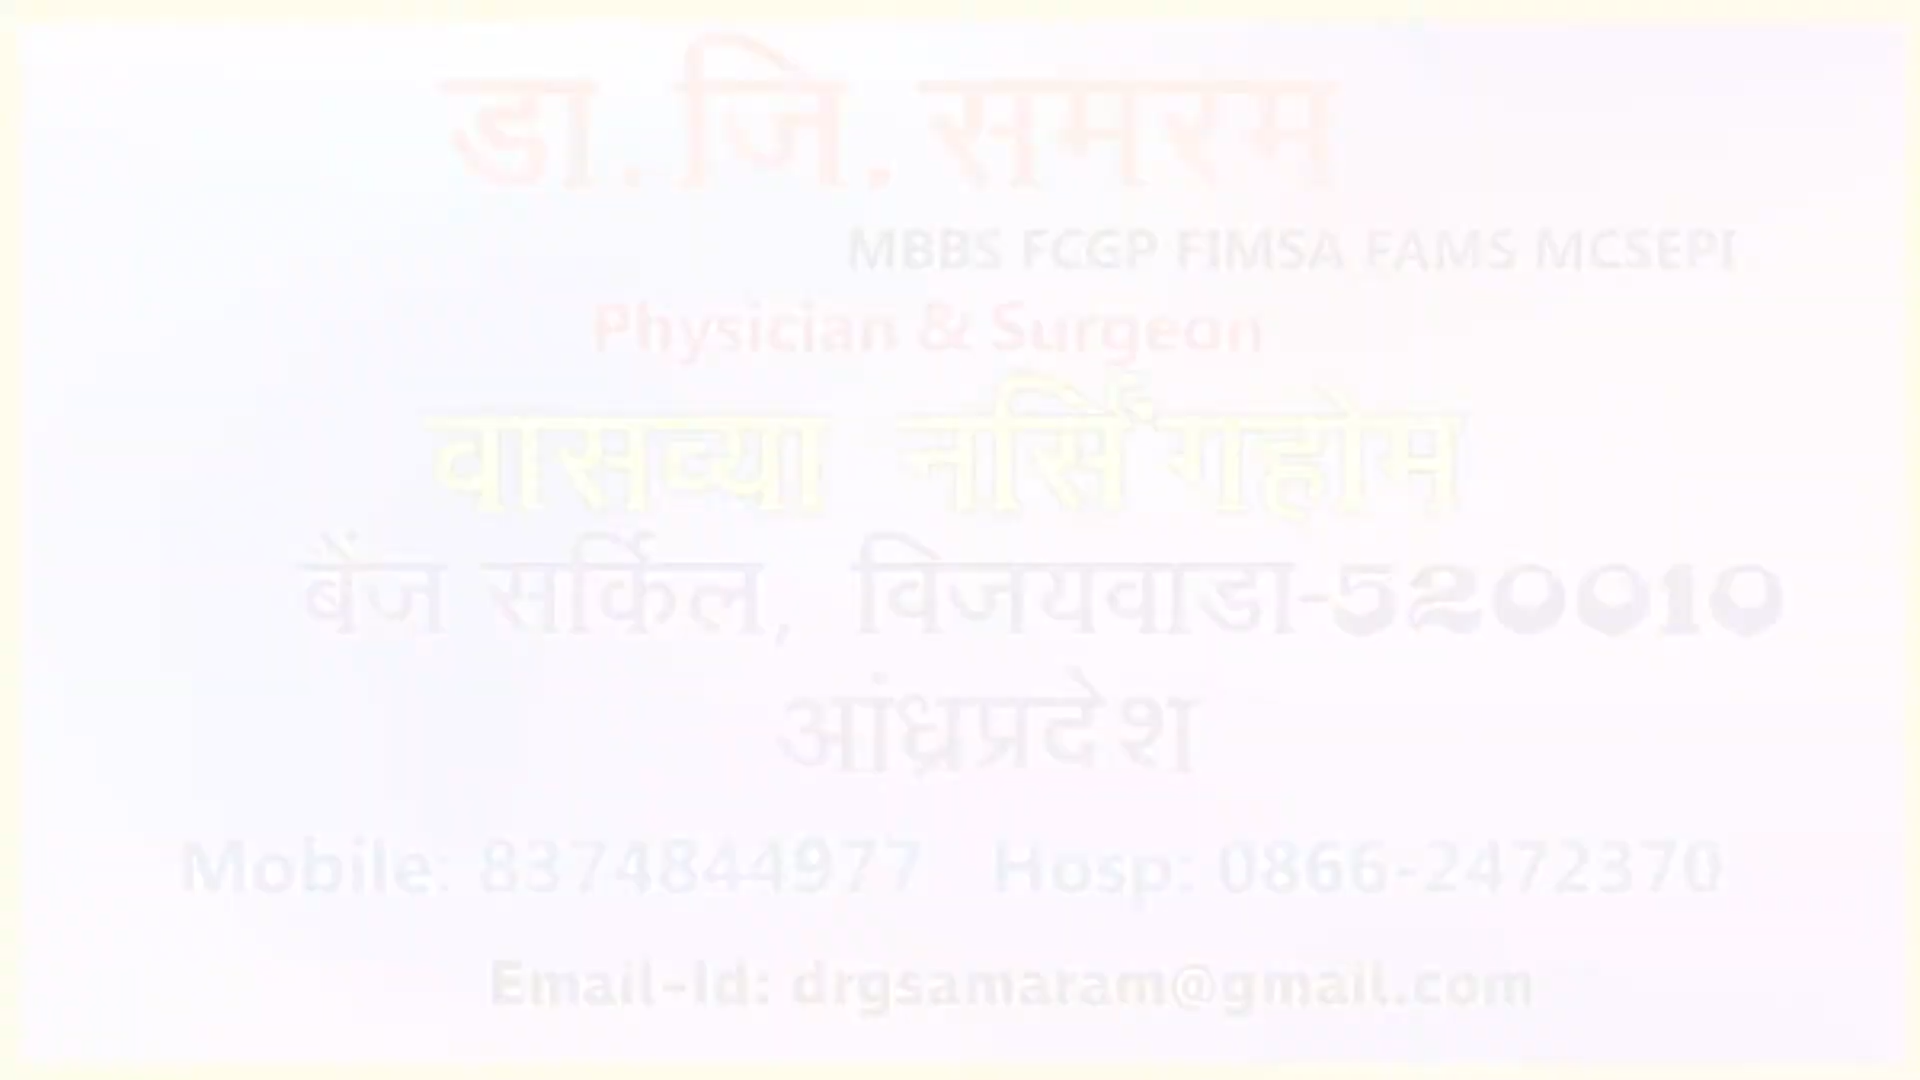 डा.जि.समरम
MBBS FCGP FIMSA FAMS MCSEPI
Physician & Surgeon
वासव्या नर्सिँगहोम
बेंज सर्किल, विजयवाडा-520010
आंध्रप्रदेश
Mobile: 8374844977 Hosp: 0866-2472370
Email-Id: drgsamaram@gmail.com